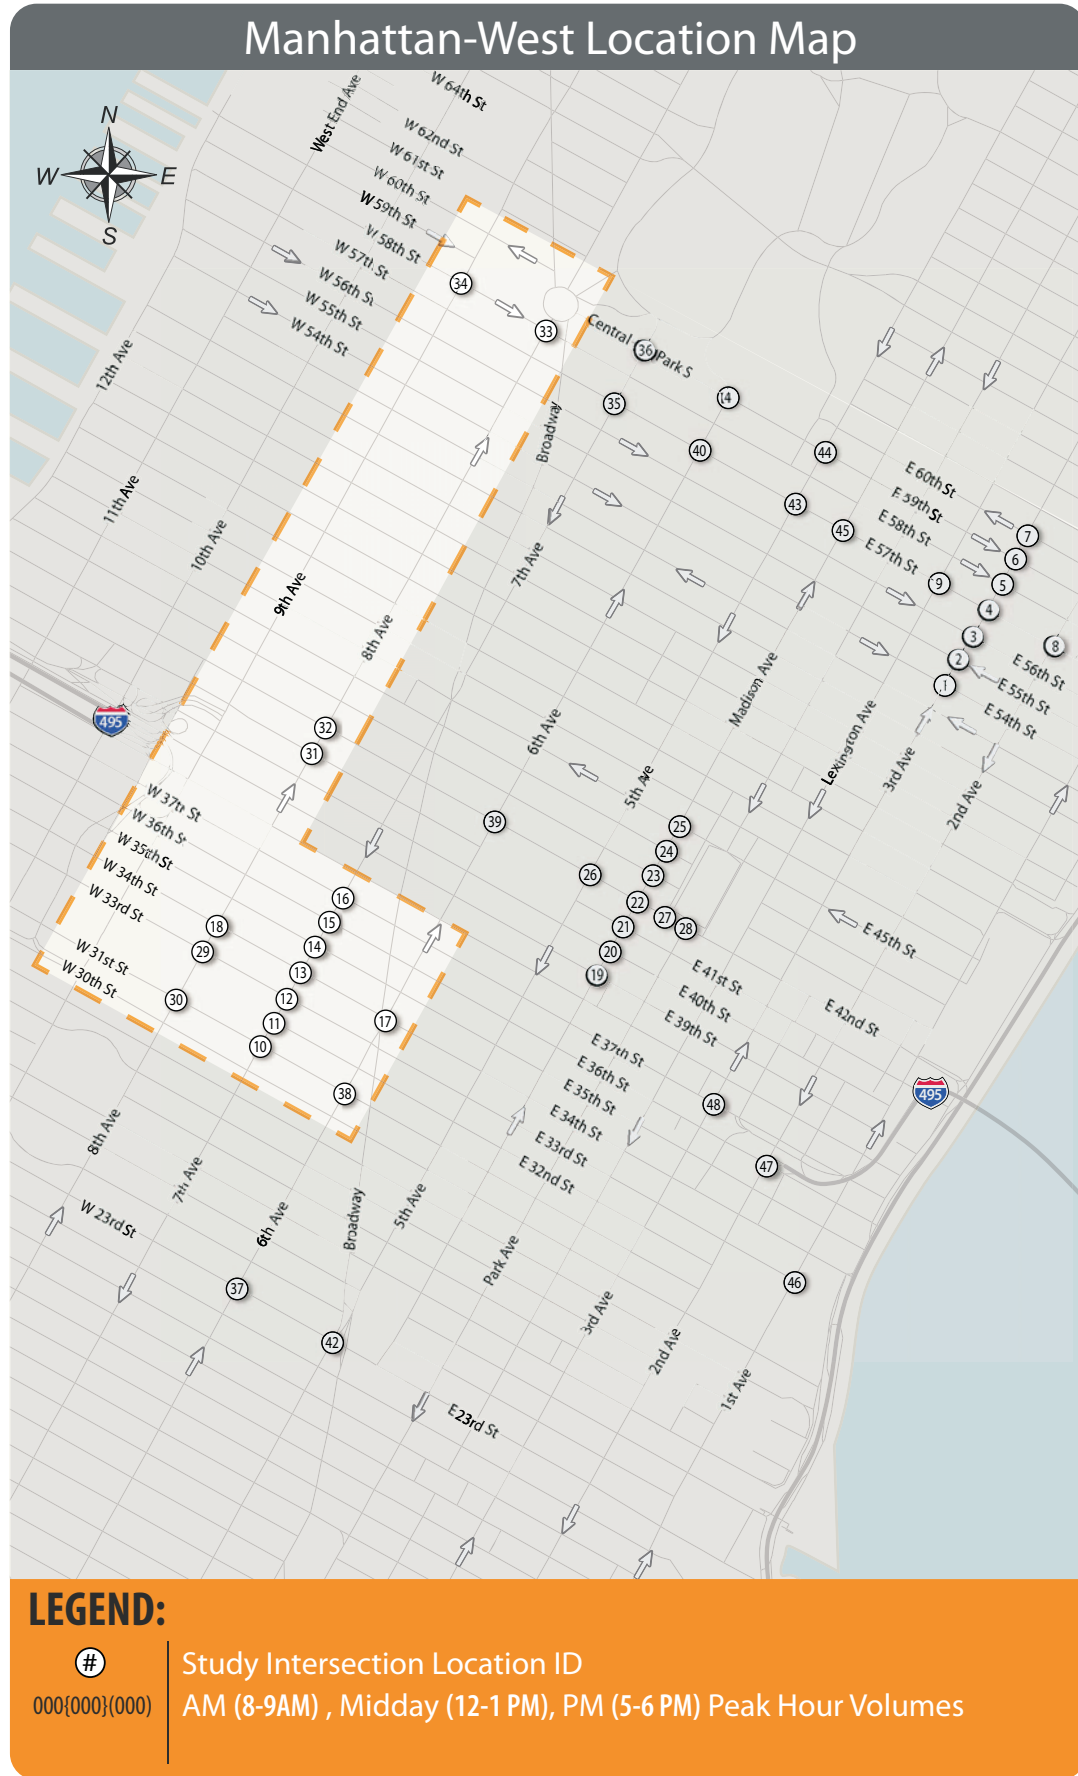 Manhattan-West Location Map
W 64th St
West End Ave
N
W 62nd St
W 61st St
W
E
W 60th St
W 59th St
S
W 58th St
W 57th St
W 56th St
34
W 55th St
W 54th St
33
Central Park S
36
12th Ave
14
35
Broadway
40
44
E 60th St
11th Ave
E 59th St
43
E 58th St
45
7
10th Ave
E 57th St
6
7th Ave
9
5
9th Ave
4
8th Ave
3
8
2
E 56th St
1
E 55th St
Madison Ave
E 54th St
495
32
6th Ave
Lexington Ave
31
3rd Ave
5th Ave
2nd Ave
W 37th St
W 36th St
39
25
W 35th St
24
W 34th St
26
23
W 33rd St
16
22
18
15
27
21
28
29
14
20
E 45th St
W 31st St
13
19
E 41st St
W 30th St
30
12
E 40th St
11
17
E 42nd St
E 39th St
10
E 37th St
38
E 36th St
495
E 35th St
48
E 34th St
8th Ave
E 33rd St
47
E 32nd St
7th Ave
W 23rd St
6th Ave
Broadway
5th Ave
Park Ave
37
46
3rd Ave
42
2nd Ave
1st Ave
E 23rd St
LEGEND:
# Study Intersection Location ID
000{000}(000) AM (8-9AM) , Midday (12-1 PM), PM (5-6 PM) Peak Hour Volumes